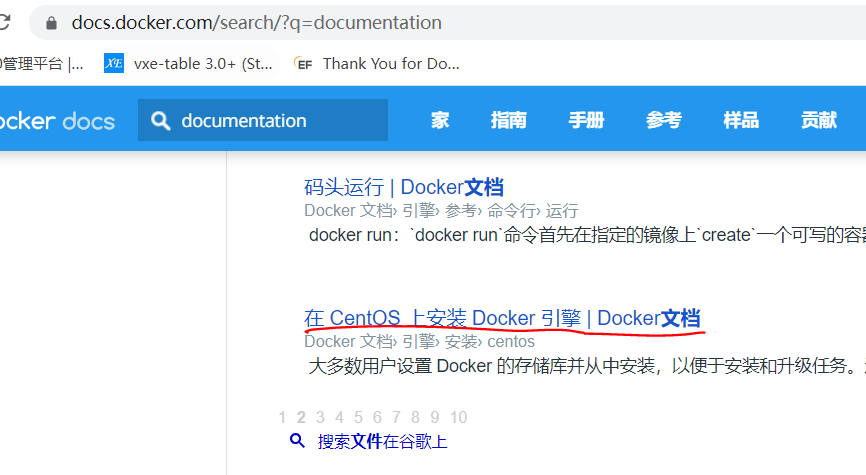 docs.docker.com/search/?q=documentation
管理平台 |... vxe-table 3.0+ (St... EF Thank You for Do...
ocker docs documentation 家 指南 手册 参考 样品 贡献
码头运行 | Docker文档
Docker 文档› 引擎› 参考› 命令行› 运行
docker run：`docker run`命令首先在指定的镜像上`create`一个可写的容
在 CentOS 上安装 Docker 引擎 | Docker文档
Docker 文档› 引擎› 安装› centos
大多数用户设置 Docker 的存储库并从中安装，以便于安装和升级任务。
1 2 3 4 5 6 7 8 9 10
搜索文件在谷歌上